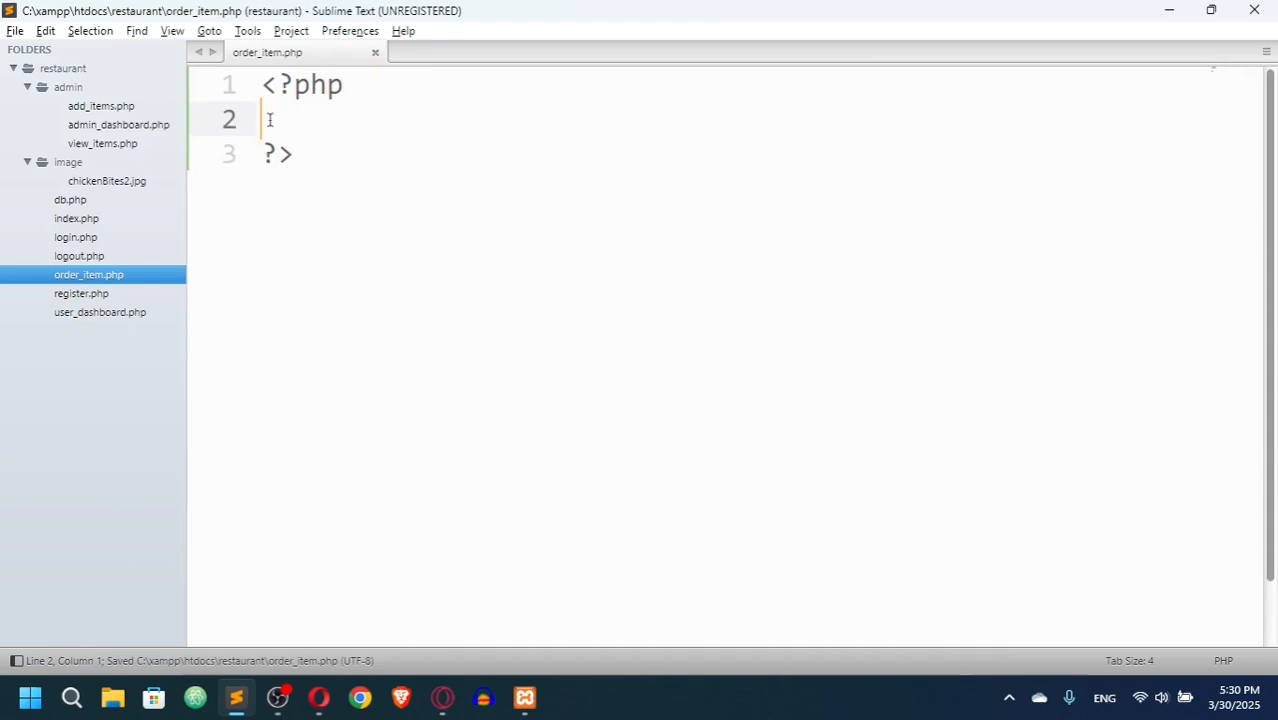 C:\xampp\htdocs\restaurant\order_item.php (restaurant) - Sublime Text (UNREGISTERED)
File Edit Selection Find View Goto Tools Project Preferences Help
FOLDERS
restaurant
admin
add_items.php
admin_dashboard.php
view_items.php
image
chickenBites2.jpg
db.php
index.php
login.php
logout.php
order_item.php
register.php
user_dashboard.php
order_item.php
1 <?php
2
3 ?>
Line 2, Column 1; Saved C:\xampp\htdocs\restaurant\order_item.php (UTF-8)
Tab Size: 4
PHP
ENG
5:30 PM
3/30/2025